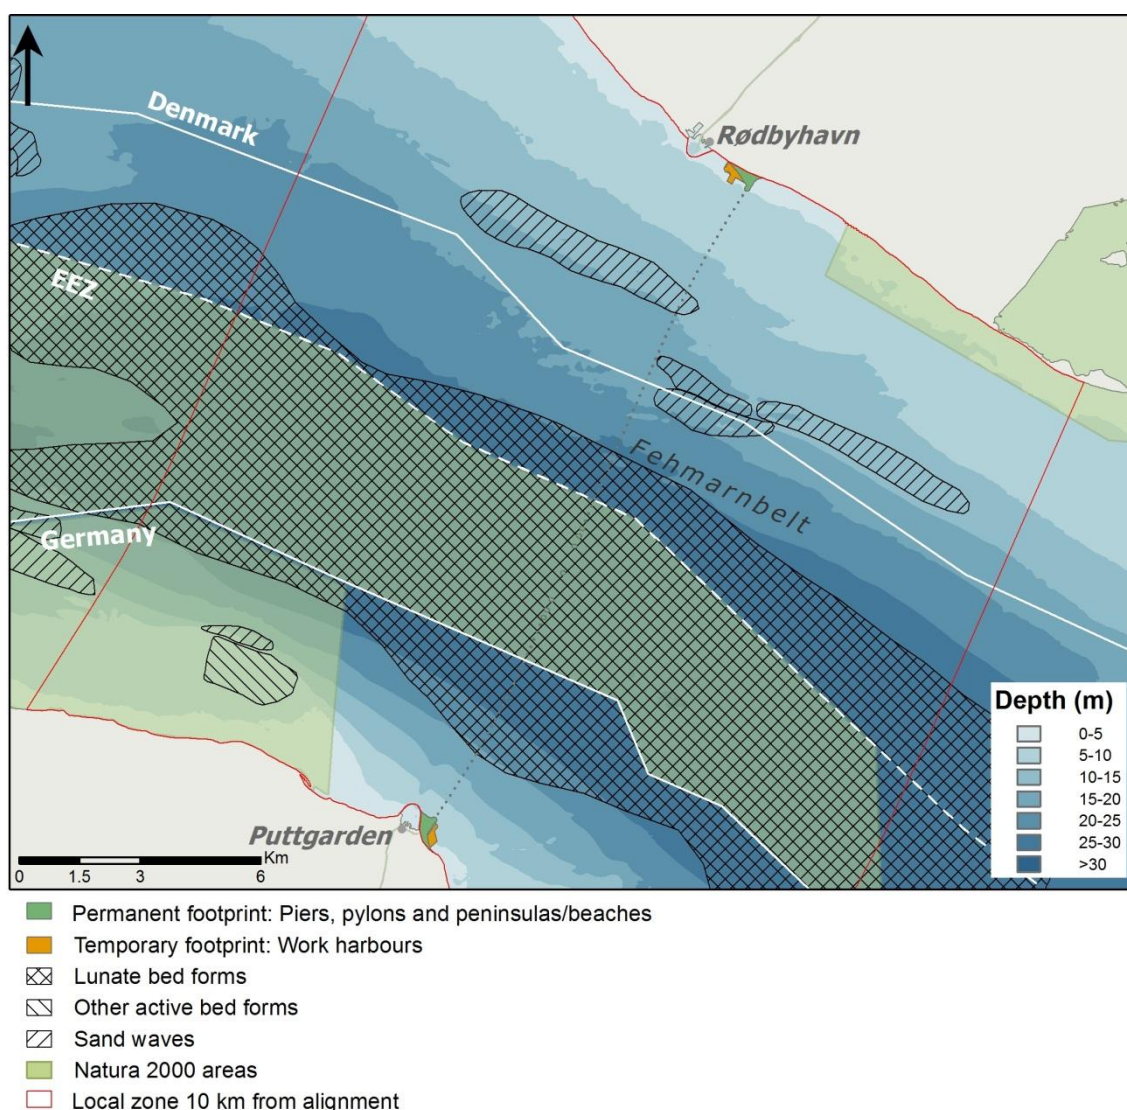 Denmark
Rødbyhavn
EEZ
Fehmarnbelt
Germany
Puttgarden
Km
0 1.5 3 6
Depth (m)
0-5
5-10
10-15
15-20
20-25
25-30
>30
Permanent footprint: Piers, pylons and peninsulas/beaches
Temporary footprint: Work harbours
Lunate bed forms
Other active bed forms
Sand waves
Natura 2000 areas
Local zone 10 km from alignment